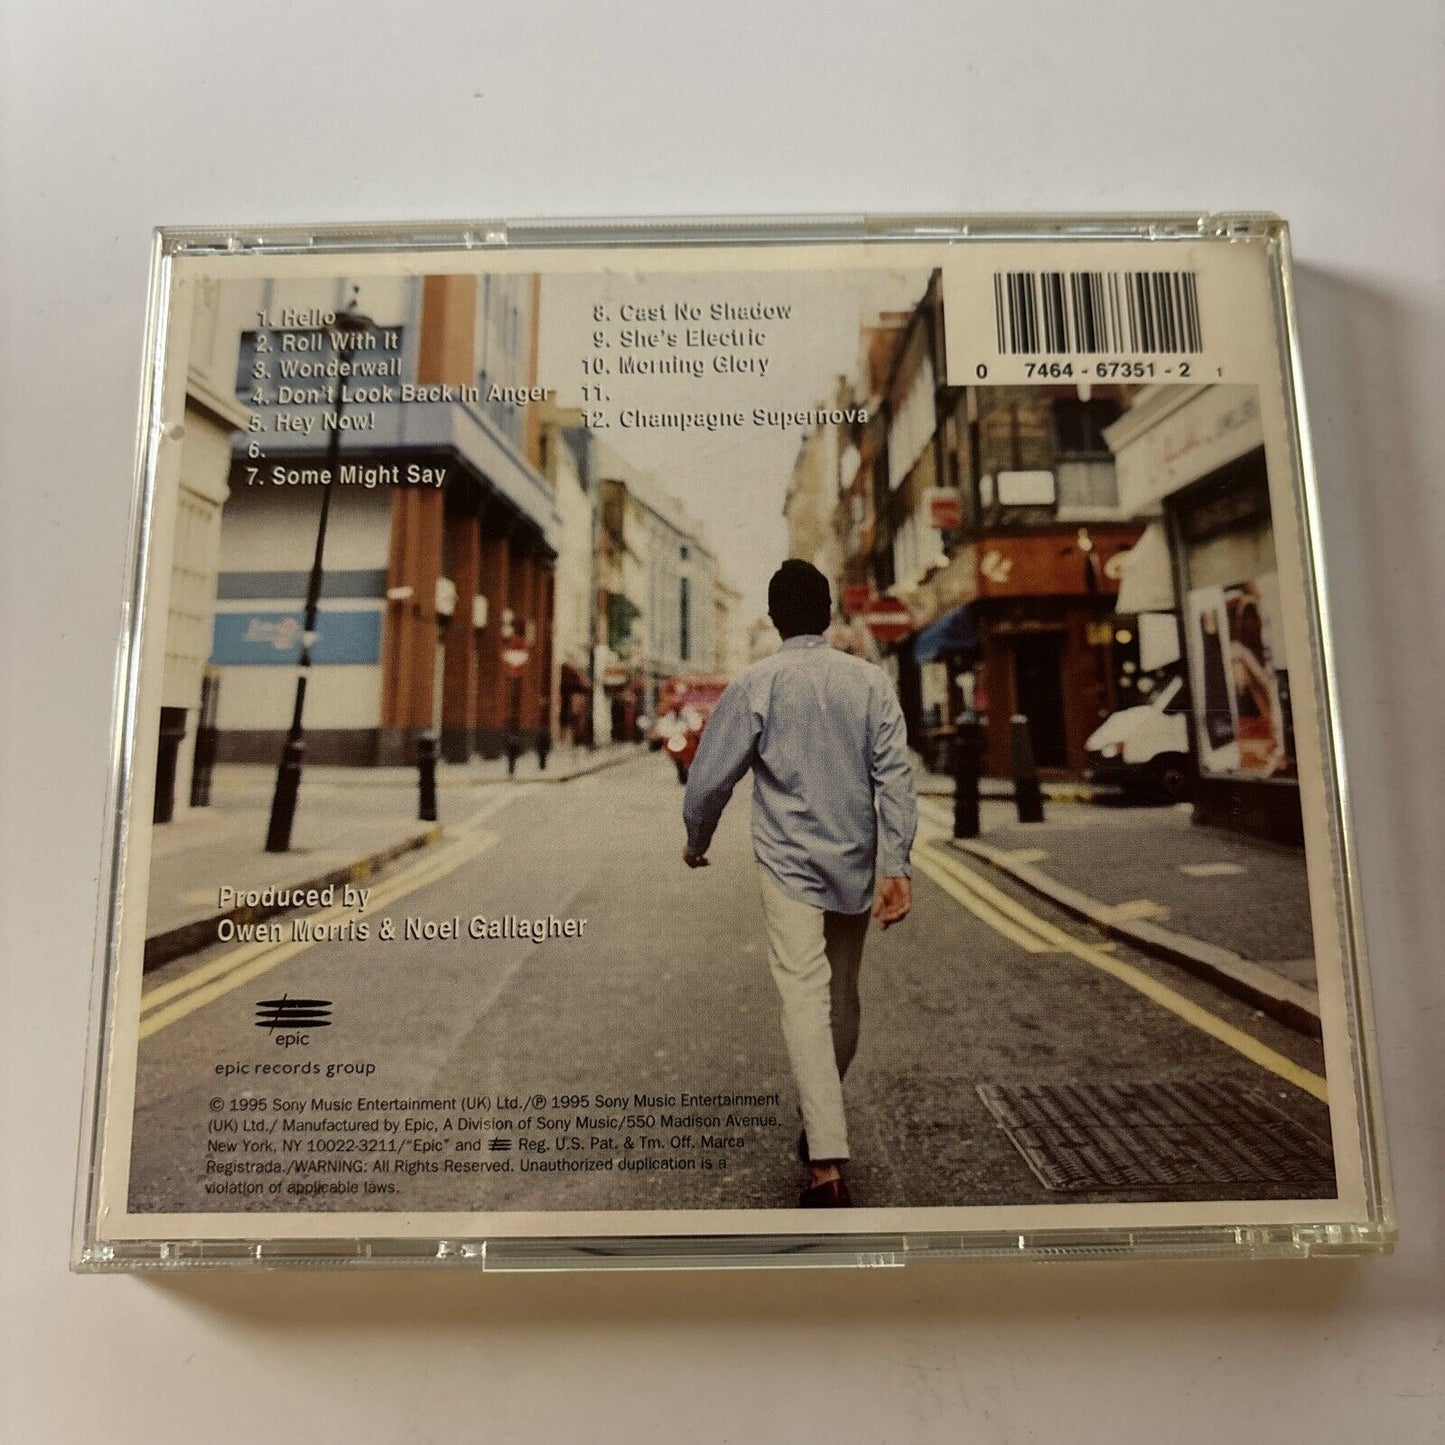 1. Hello
2. Roll With It
3. Wonderwall
4. Don't Look Back In Anger
5. Hey Now!
6.
7. Some Might Say
8. Cast No Shadow
9. She's Electric
10. Morning Glory
11.
12. Champagne Supernova
0 7464-67351-2 1
Produced by
Owen Morris & Noel Gallagher
epic
epic records group
© 1995 Sony Music Entertainment (UK) Ltd./℗ 1995 Sony Music Entertainment
(UK) Ltd./ Manufactured by Epic, A Division of Sony Music/550 Madison Avenue,
New York, NY 10022-3211/"Epic" and Reg. U.S. Pat. & Tm. Off. Marca
Registrada./WARNING: All Rights Reserved. Unauthorized duplication is a
violation of applicable laws.